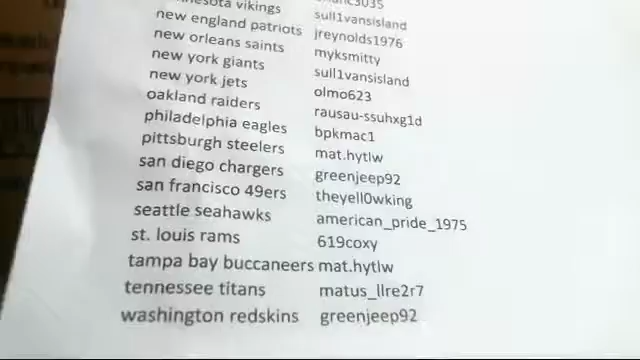 vikings sull1vansisland
new england patriots jreynolds1976
new orleans saints myksmitty
new york giants sull1vansisland
new york jets olmo623
oakland raiders rausau-ssuhxg1d
philadelphia eagles bpkmac1
pittsburgh steelers mat.hytlw
san diego chargers greenjeep92
san francisco 49ers theyell0wking
seattle seahawks american_pride_1975
st. louis rams 619coxy
tampa bay buccaneers mat.hytlw
tennessee titans matus_llre2r7
washington redskins greenjeep92